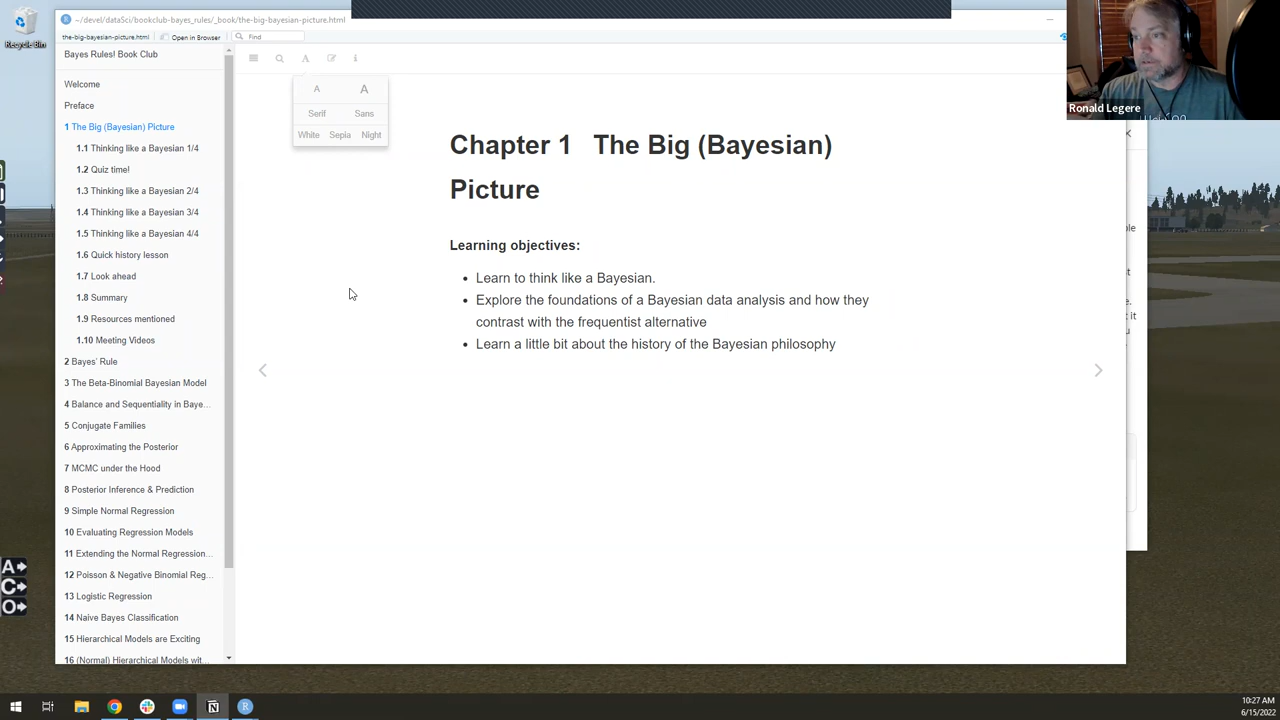 ~/devel/dataSci/bookclub-bayes_rules/_book/the-big-bayesian-picture.html
the-big-bayesian-picture.html
Open in Browser
Find
Recycle Bin
Bayes Rules! Book Club
Welcome
Preface
1 The Big (Bayesian) Picture
1.1 Thinking like a Bayesian 1/4
1.2 Quiz time!
1.3 Thinking like a Bayesian 2/4
1.4 Thinking like a Bayesian 3/4
1.5 Thinking like a Bayesian 4/4
1.6 Quick history lesson
1.7 Look ahead
1.8 Summary
1.9 Resources mentioned
1.10 Meeting Videos
2 Bayes' Rule
3 The Beta-Binomial Bayesian Model
4 Balance and Sequentiality in Baye...
5 Conjugate Families
6 Approximating the Posterior
7 MCMC under the Hood
8 Posterior Inference & Prediction
9 Simple Normal Regression
10 Evaluating Regression Models
11 Extending the Normal Regression...
12 Poisson & Negative Binomial Reg...
13 Logistic Regression
14 Naive Bayes Classification
15 Hierarchical Models are Exciting
16 (Normal) Hierarchical Models wit...
A
A A
Serif Sans
White Sepia Night
Chapter 1 The Big (Bayesian)
Picture
Learning objectives:
• Learn to think like a Bayesian.
• Explore the foundations of a Bayesian data analysis and how they
contrast with the frequentist alternative
• Learn a little bit about the history of the Bayesian philosophy
Ronald Legere
A
C
O
10:27 AM
6/15/2022